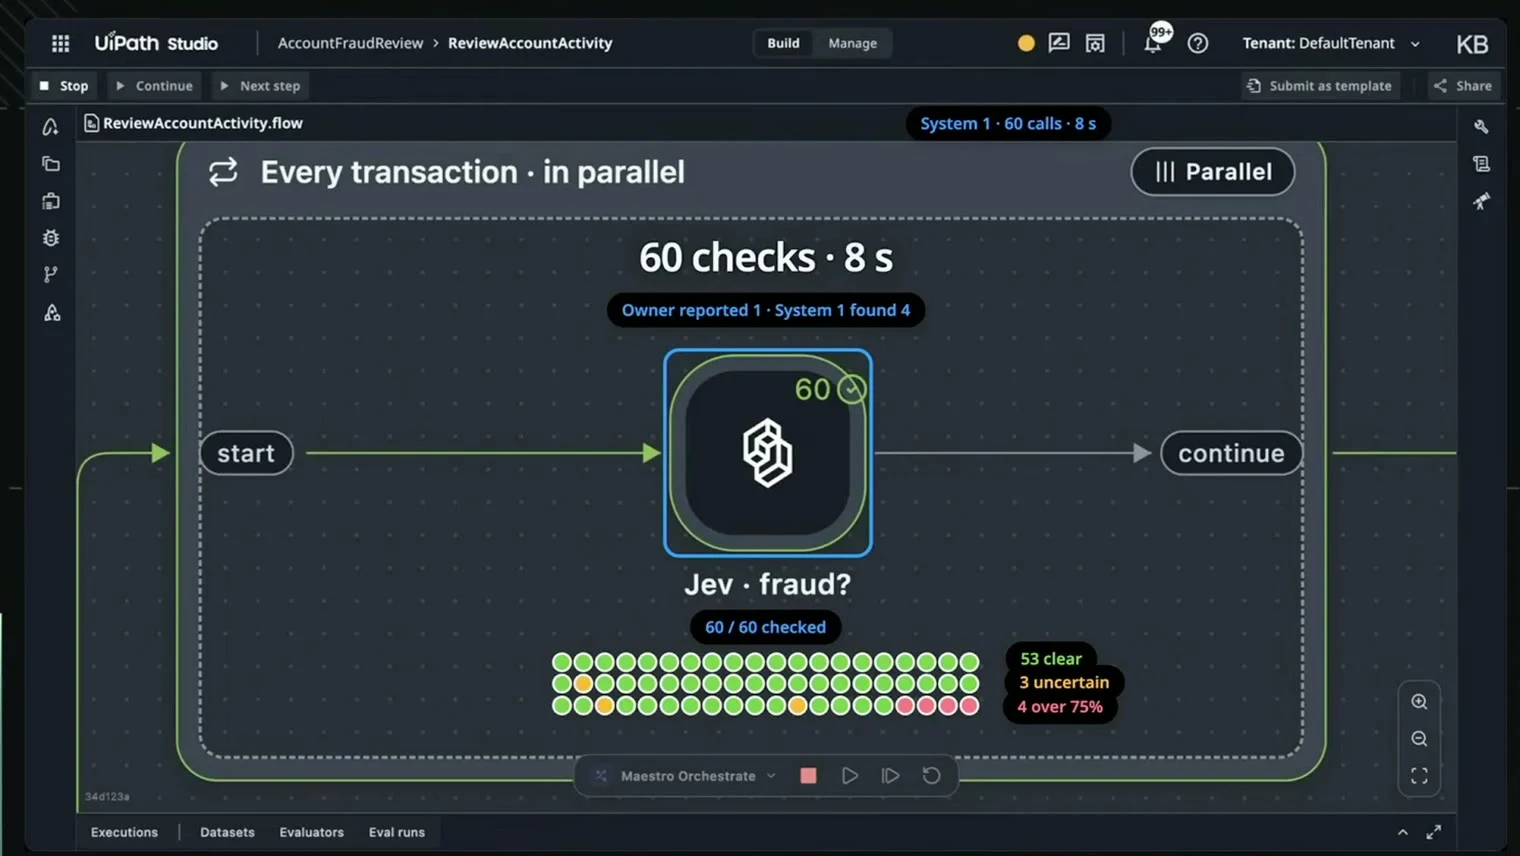 UiPath Studio
AccountFraudReview > ReviewAccountActivity
Build
Manage
99+
Tenant: DefaultTenant
KB
Stop
Continue
Next step
Submit as template
Share
ReviewAccountActivity.flow
System 1 · 60 calls · 8 s
Every transaction · in parallel
Parallel
60 checks · 8 s
Owner reported 1 · System 1 found 4
60
start
continue
Jev · fraud?
60 / 60 checked
53 clear
3 uncertain
4 over 75%
Maestro Orchestrate
34d123a
Executions
Datasets
Evaluators
Eval runs